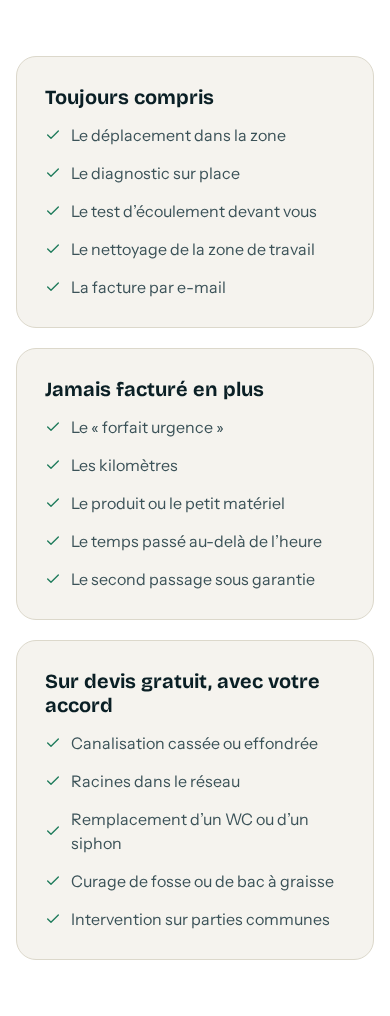 Toujours compris
Le déplacement dans la zone
Le diagnostic sur place
Le test d’écoulement devant vous
Le nettoyage de la zone de travail
La facture par e-mail
Jamais facturé en plus
Le « forfait urgence »
Les kilomètres
Le produit ou le petit matériel
Le temps passé au-delà de l’heure
Le second passage sous garantie
Sur devis gratuit, avec votre
accord
Canalisation cassée ou effondrée
Racines dans le réseau
Remplacement d’un WC ou d’un
siphon
Curage de fosse ou de bac à graisse
Intervention sur parties communes